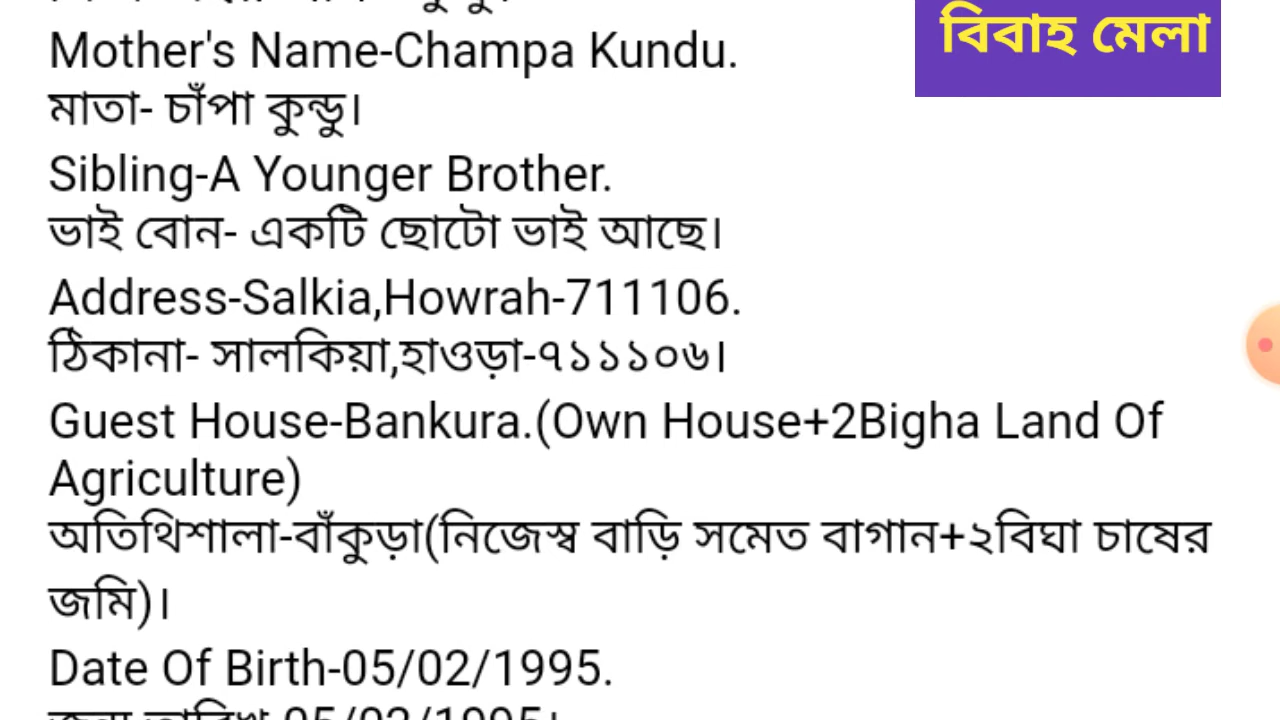 বিবাহ মেলা
Mother's Name-Champa Kundu.
মাতা- চাঁপা কুন্ডু।
Sibling-A Younger Brother.
ভাই বোন- একটি ছোটো ভাই আছে।
Address-Salkia,Howrah-711106.
ঠিকানা- সালকিয়া,হাওড়া-৭১১১০৬।
Guest House-Bankura.(Own House+2Bigha Land Of
Agriculture)
অতিথিশালা-বাঁকুড়া(নিজেস্ব বাড়ি সমেত বাগান+২বিঘা চাষের
জমি)।
Date Of Birth-05/02/1995.